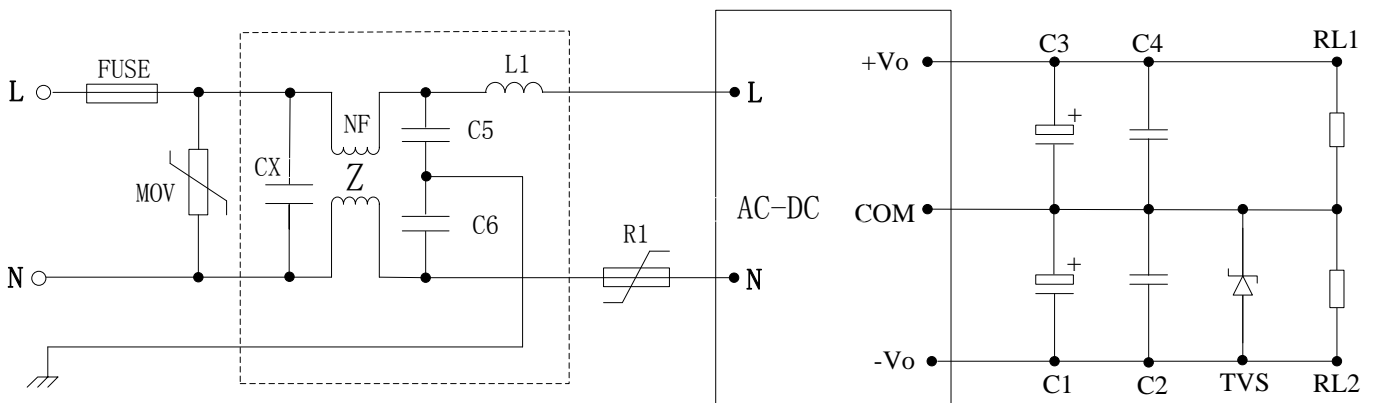 C3 C4 RL1
FUSE L1 +Vo
L L
NF C5
CX Z
MOV AC-DC COM
C6 R1
N N
-Vo
C1 C2 TVS RL2
+
+